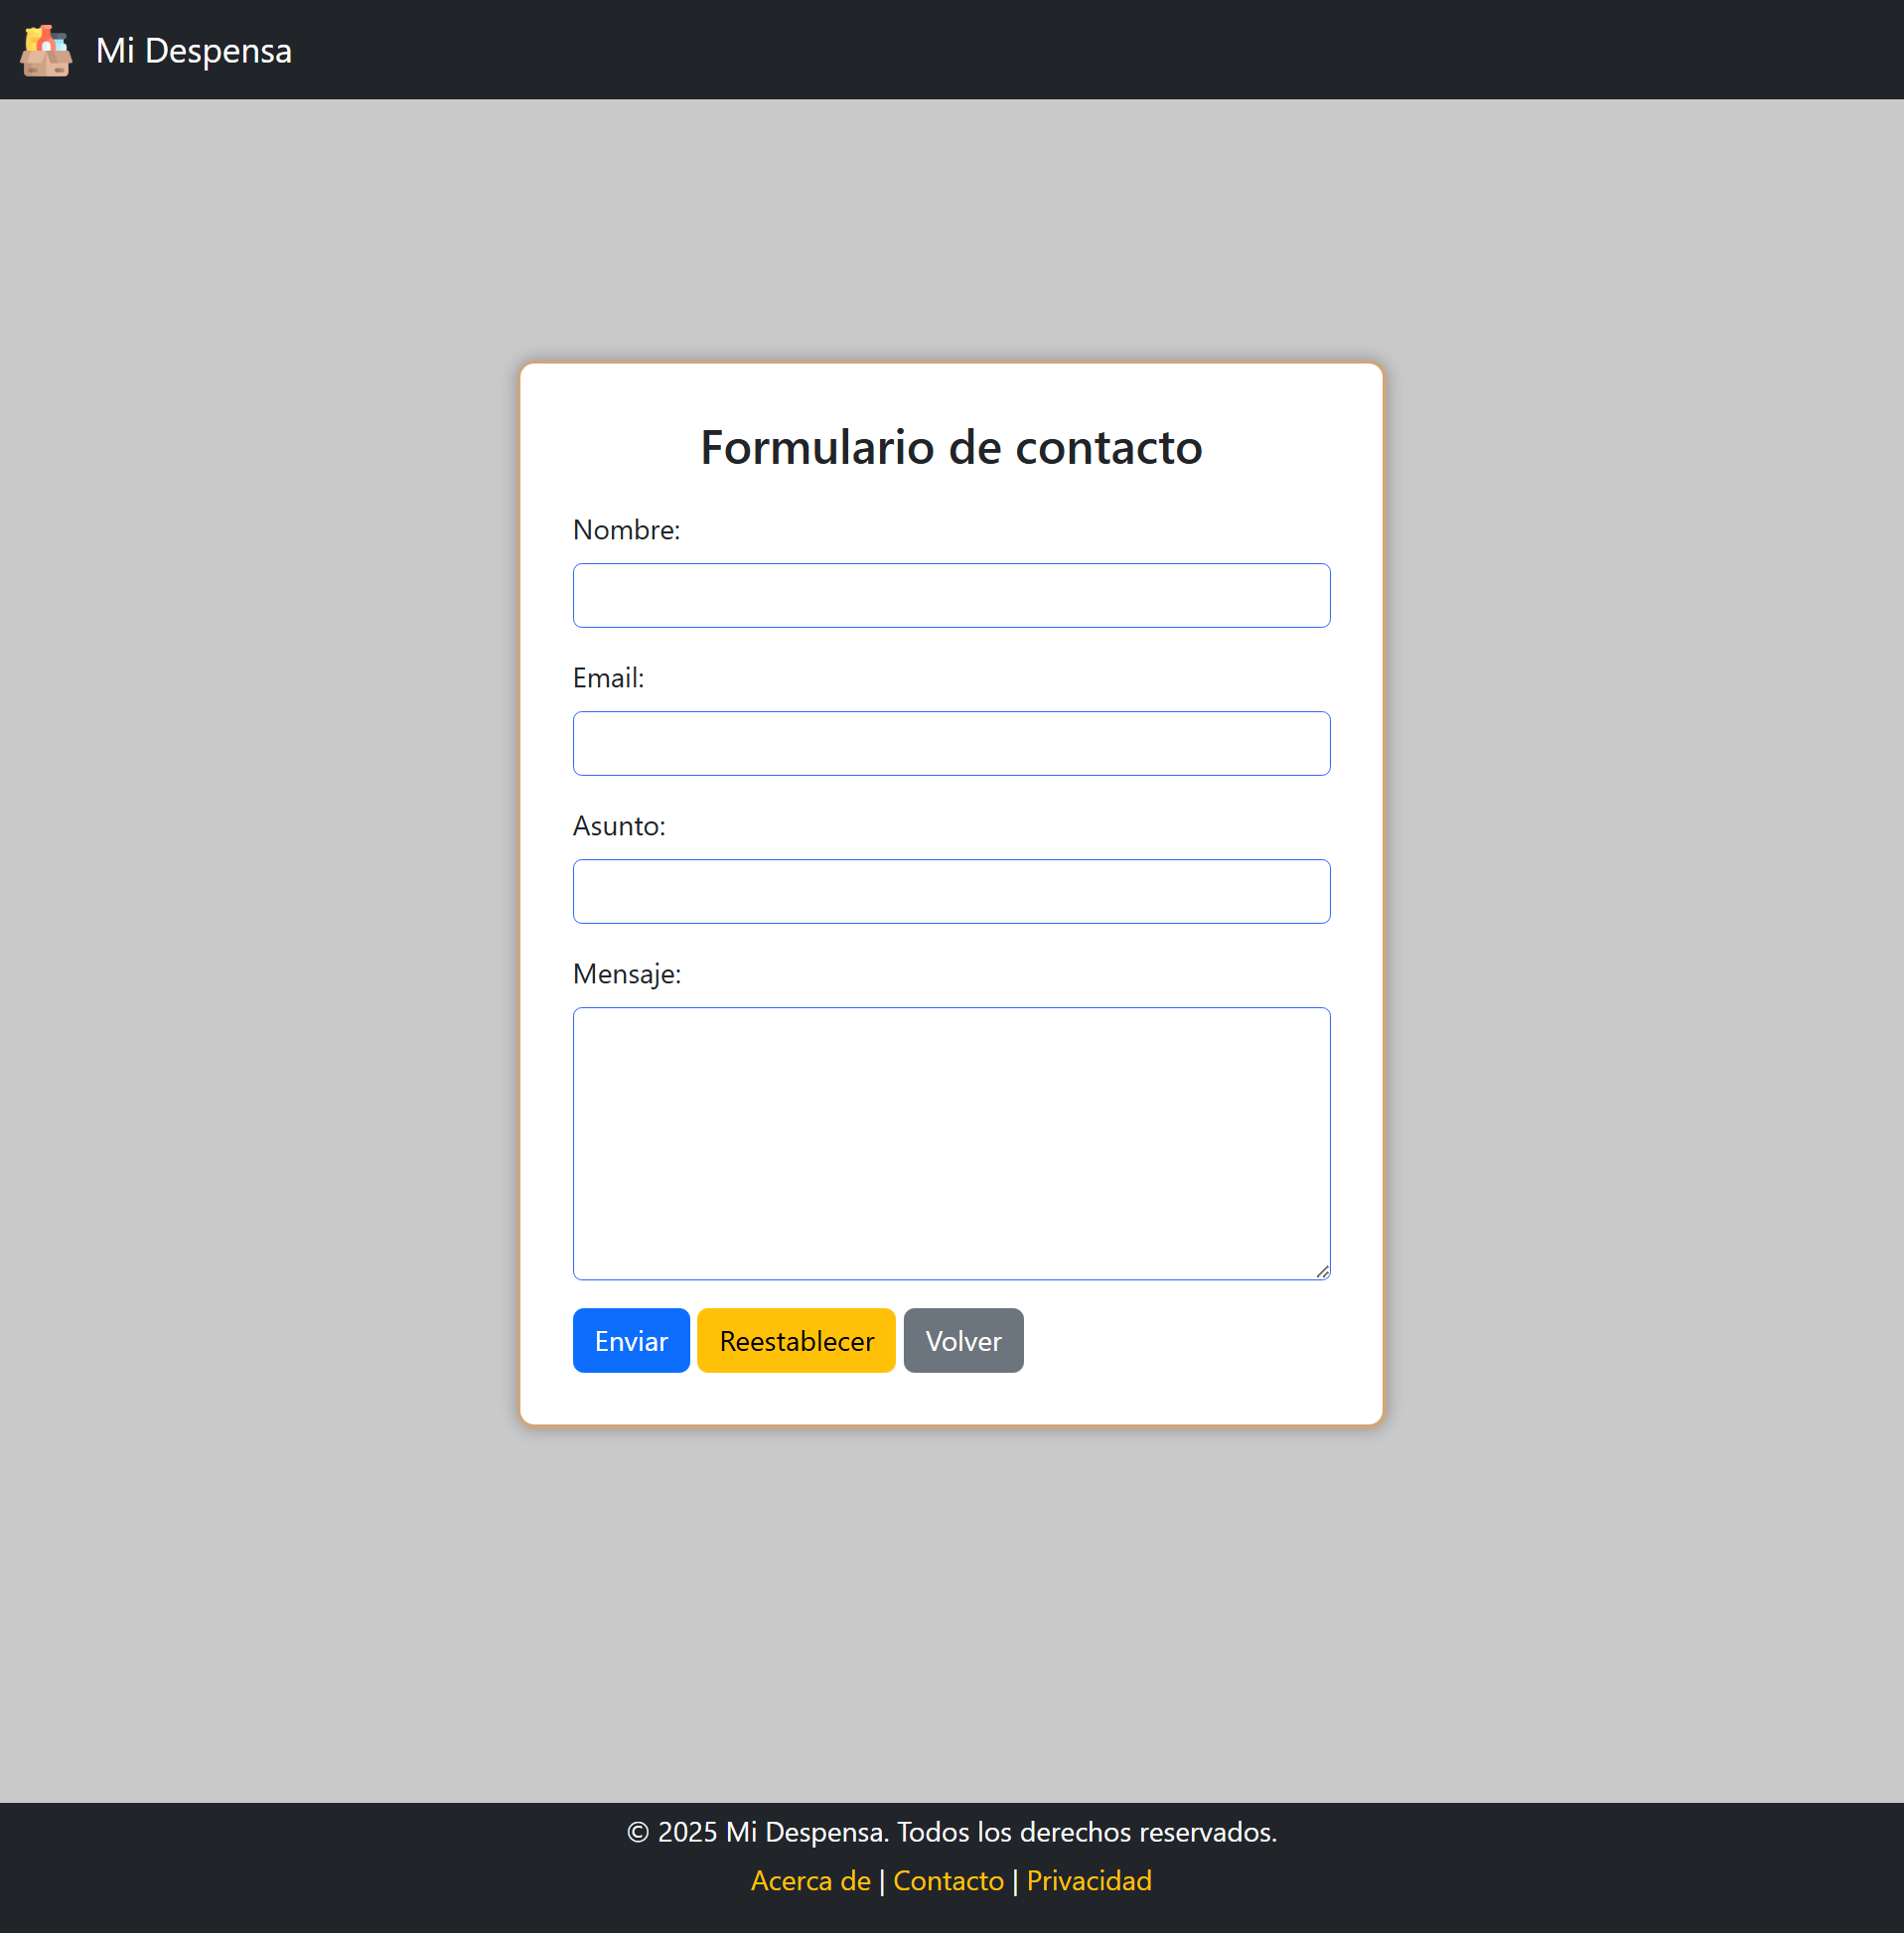 Mi Despensa
Formulario de contacto
Nombre:
Email:
Asunto:
Mensaje:
Enviar Reestablecer Volver
© 2025 Mi Despensa. Todos los derechos reservados.
Acerca de | Contacto | Privacidad